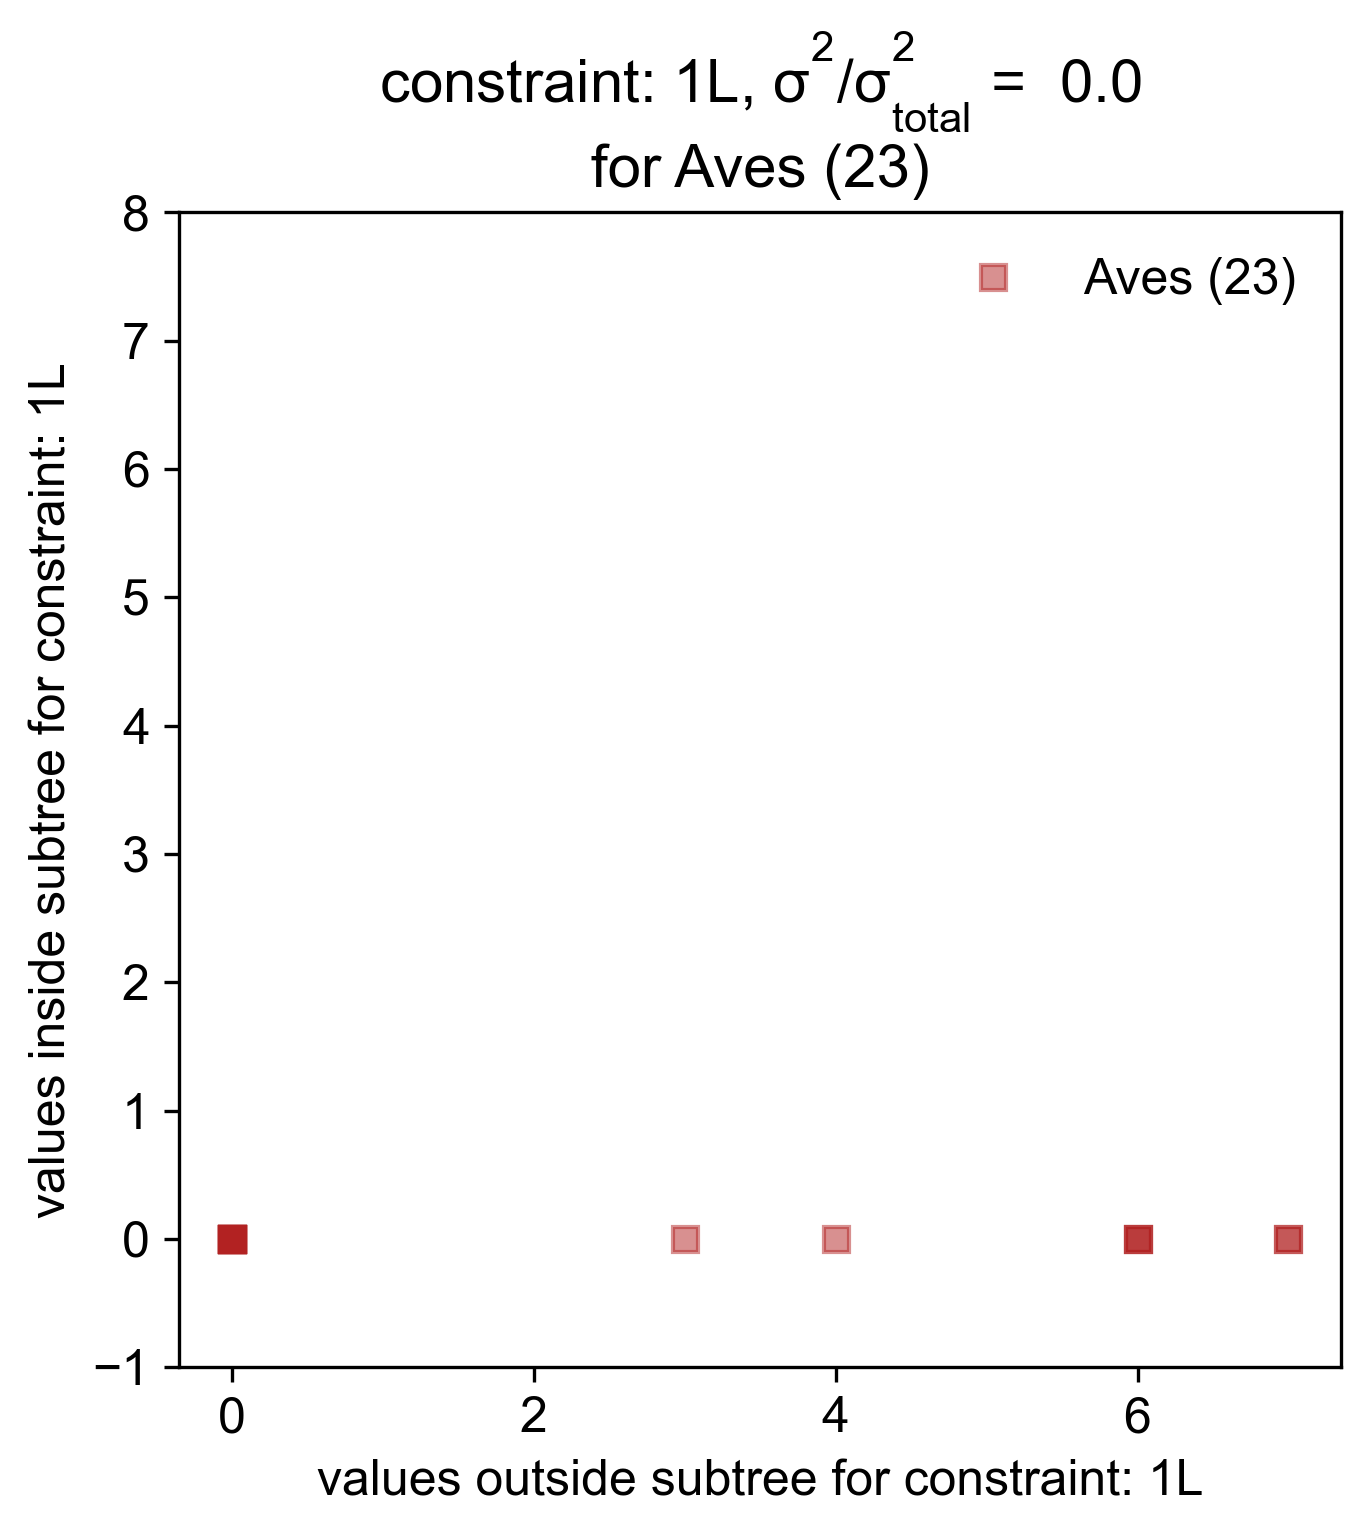 constraint: 1L, σ²/σ²total = 0.0
for Aves (23)
Aves (23)
8
7
6
5
4
3
2
1
0
−1
values inside subtree for constraint: 1L
0 2 4 6
values outside subtree for constraint: 1L